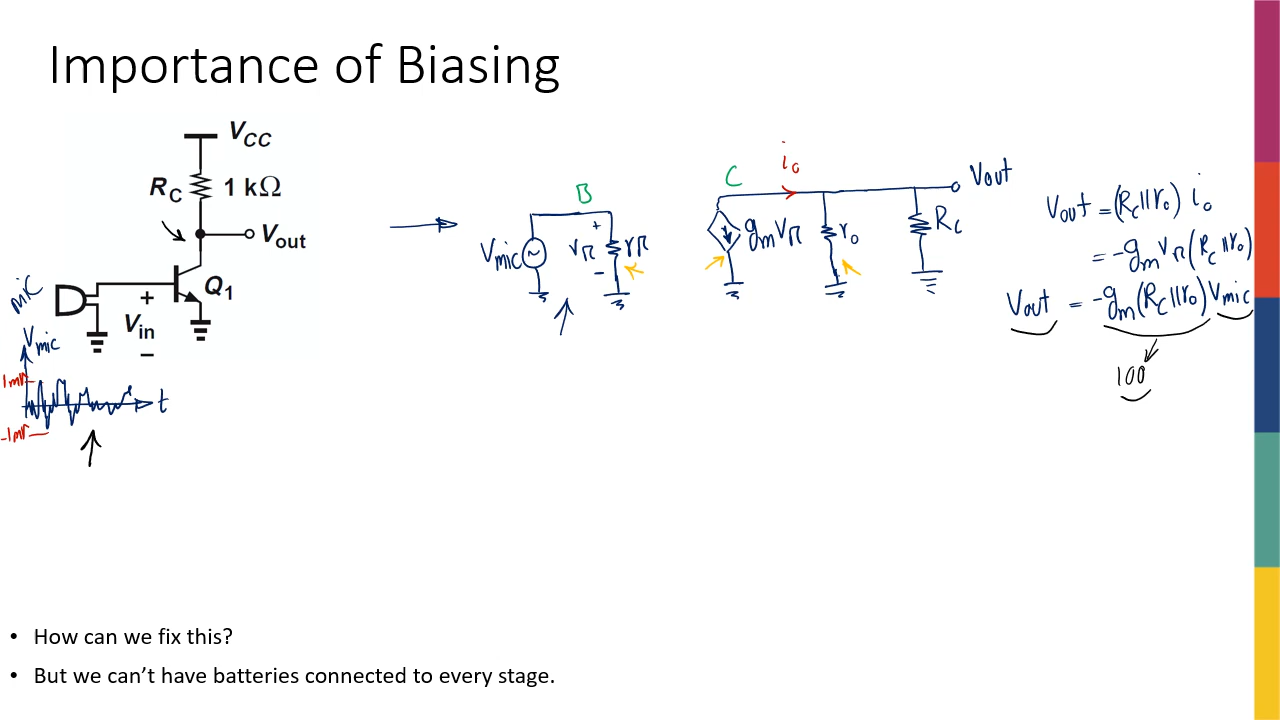 Importance of Biasing
VCC
RC 1 kΩ
Vout
Q1
mic
+
Vin
−
Vmic
1mV
-1mV
t
B
Vmic
+
vπ
−
rπ
C
io
gmvπ
ro
RC
Vout
Vout = (RC||ro) io
= -gmvπ(RC||ro)
Vout = -gm(RC||ro)Vmic
100
• How can we fix this?
• But we can’t have batteries connected to every stage.